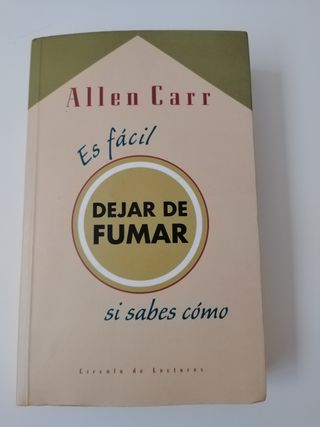 Allen Carr
Es fácil
DEJAR DE
FUMAR
si sabes cómo
Círculo de Lectores